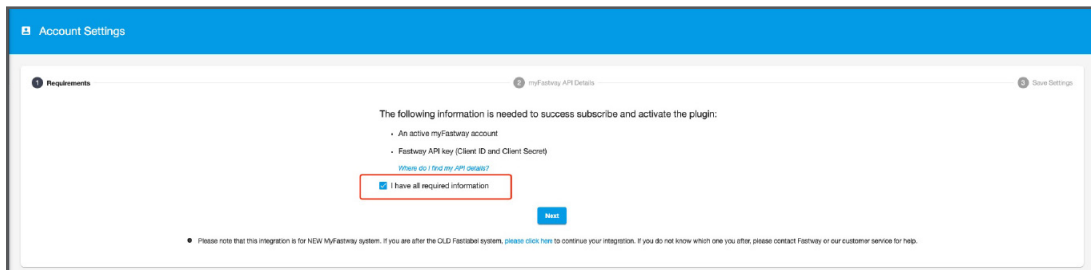 Account Settings
1 Requirements
2 myFastway API Details
3 Save Settings
The following information is needed to success subscribe and activate the plugin:
• An active myFastway account
• Fastway API key (Client ID and Client Secret)
Where do I find my API details?
I have all required information
Next
Please note that this integration is for NEW MyFastway system. If you are after the OLD Fastlabel system, please click here to continue your integration. If you do not know which one you after, please contact Fastway or our customer service for help.